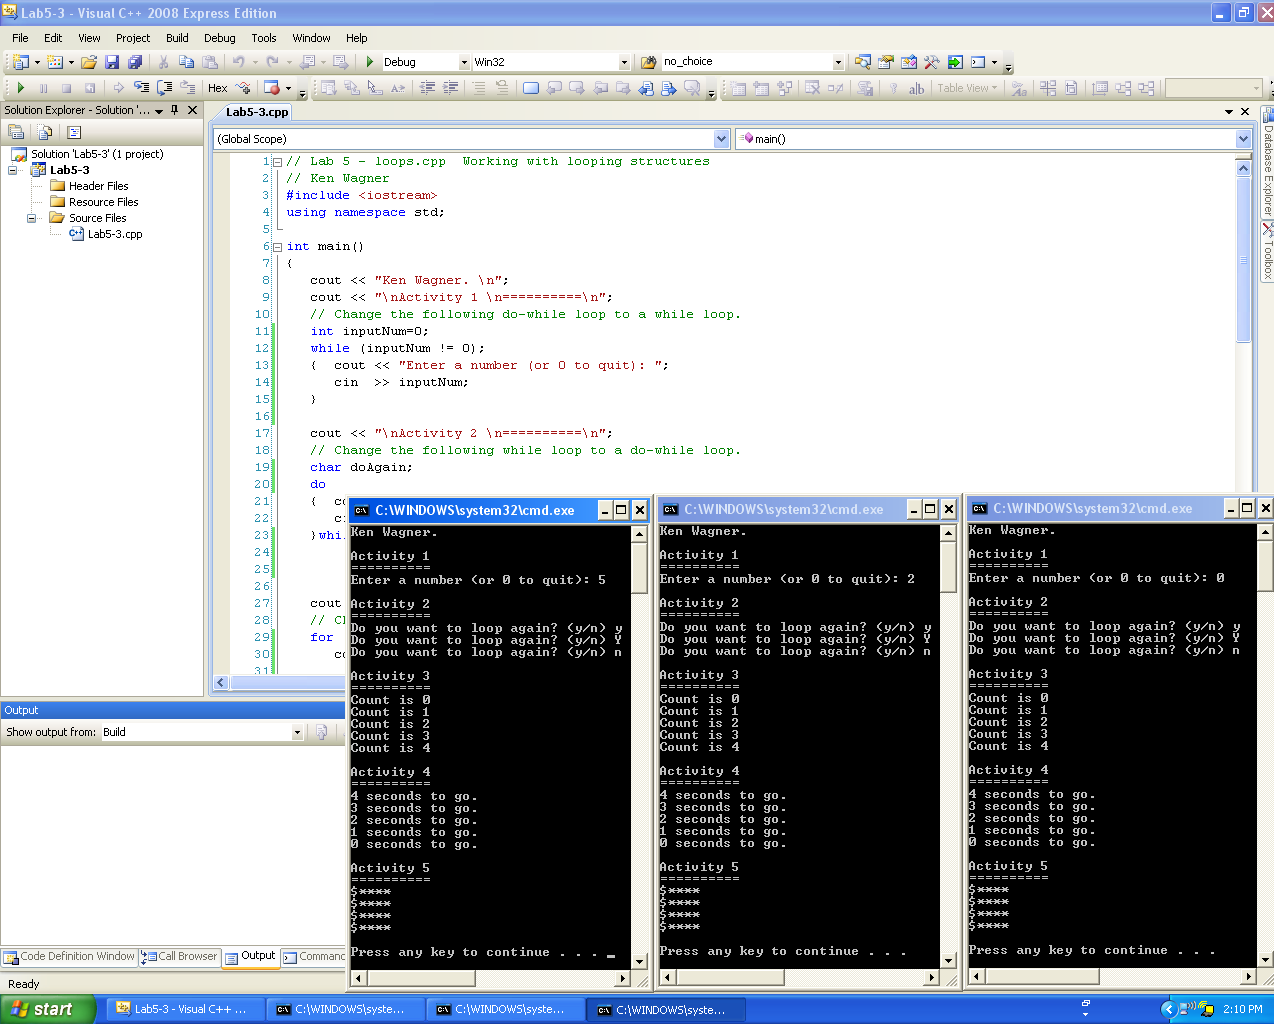 Lab5-3 - Visual C++ 2008 Express Edition
File Edit View Project Build Debug Tools Window Help
Debug Win32 no_choice
Hex Table View
Solution Explorer - Solution '...
Solution 'Lab5-3' (1 project)
Lab5-3
Header Files
Resource Files
Source Files
Lab5-3.cpp
Lab5-3.cpp
(Global Scope) main()
1 // Lab 5 - loops.cpp  Working with looping structures
2 // Ken Wagner
3 #include <iostream>
4 using namespace std;
5
6 int main()
7 {
8 cout << "Ken Wagner. \n";
9 cout << "\nActivity 1 \n==========\n";
10 // Change the following do-while loop to a while loop.
11 int inputNum=0;
12 while (inputNum != 0);
13 {  cout << "Enter a number (or 0 to quit): ";
14 cin  >> inputNum;
15 }
16
17 cout << "\nActivity 2 \n==========\n";
18 // Change the following while loop to a do-while loop.
19 char doAgain;
20 do
21 {  co
22 ci
23 }whil
24
25
26
27 cout
28 // Ch
29 for
30 co
31
Database Explorer
Toolbox
Output
Show output from: Build
Code Definition Window Call Browser Output Comman
Ready
C:\WINDOWS\system32\cmd.exe
Ken Wagner.
Activity 1
==========
Enter a number (or 0 to quit): 5
Activity 2
==========
Do you want to loop again? (y/n) y
Do you want to loop again? (y/n) Y
Do you want to loop again? (y/n) n
Activity 3
==========
Count is 0
Count is 1
Count is 2
Count is 3
Count is 4
Activity 4
==========
4 seconds to go.
3 seconds to go.
2 seconds to go.
1 seconds to go.
0 seconds to go.
Activity 5
==========
$****
$****
$****
$****
Press any key to continue . . . _
C:\WINDOWS\system32\cmd.exe
Ken Wagner.
Activity 1
==========
Enter a number (or 0 to quit): 2
Activity 2
==========
Do you want to loop again? (y/n) y
Do you want to loop again? (y/n) Y
Do you want to loop again? (y/n) n
Activity 3
==========
Count is 0
Count is 1
Count is 2
Count is 3
Count is 4
Activity 4
==========
4 seconds to go.
3 seconds to go.
2 seconds to go.
1 seconds to go.
0 seconds to go.
Activity 5
==========
$****
$****
$****
$****
Press any key to continue . . .
C:\WINDOWS\system32\cmd.exe
Ken Wagner.
Activity 1
==========
Enter a number (or 0 to quit): 0
Activity 2
==========
Do you want to loop again? (y/n) y
Do you want to loop again? (y/n) Y
Do you want to loop again? (y/n) n
Activity 3
==========
Count is 0
Count is 1
Count is 2
Count is 3
Count is 4
Activity 4
==========
4 seconds to go.
3 seconds to go.
2 seconds to go.
1 seconds to go.
0 seconds to go.
Activity 5
==========
$****
$****
$****
$****
Press any key to continue . . .
start Lab5-3 - Visual C++ ... C:\WINDOWS\syste... C:\WINDOWS\syste... C:\WINDOWS\syste... 2:10 PM